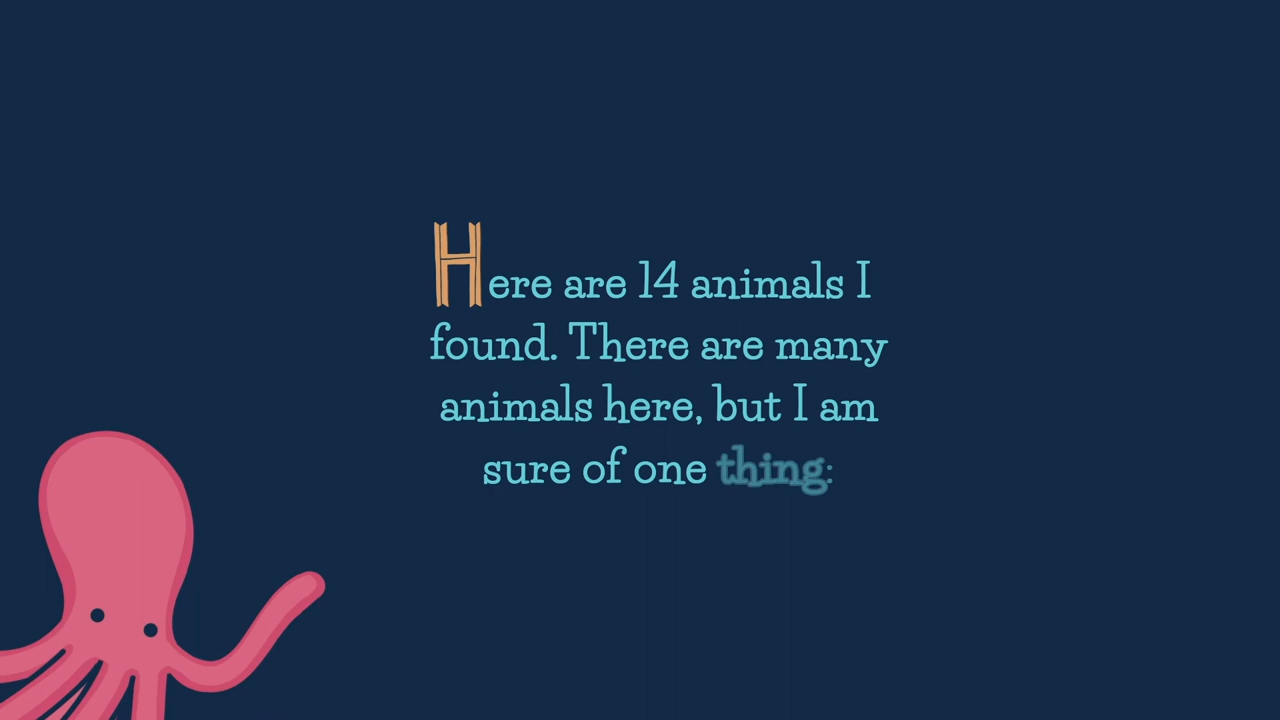 Here are 14 animals I
found. There are many
animals here, but I am
sure of one thing: